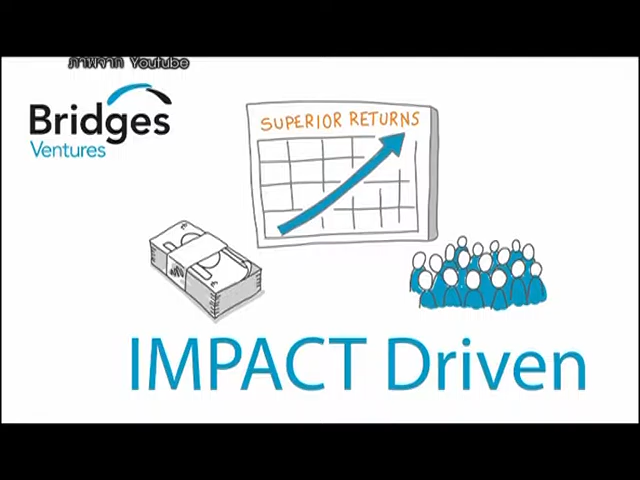 ภาพจาก Youtube
Bridges
Ventures
SUPERIOR RETURNS
IMPACT Driven